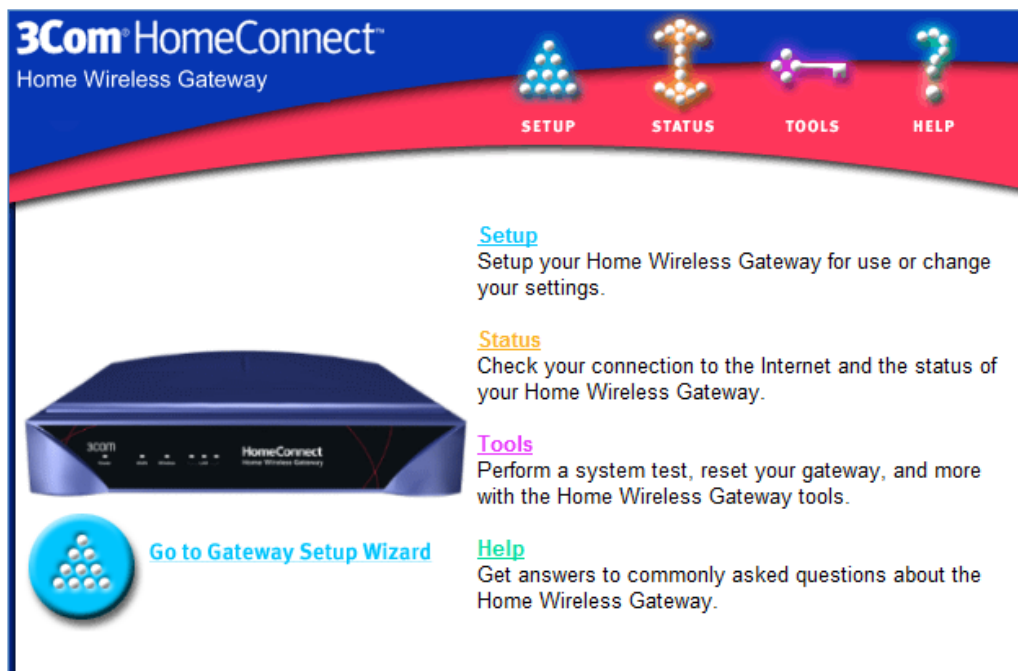 3Com® HomeConnect™
Home Wireless Gateway
SETUP
STATUS
TOOLS
HELP
Setup
Setup your Home Wireless Gateway for use or change
your settings.
Status
Check your connection to the Internet and the status of
your Home Wireless Gateway.
Tools
Perform a system test, reset your gateway, and more
with the Home Wireless Gateway tools.
Help
Get answers to commonly asked questions about the
Home Wireless Gateway.
3COM
HomeConnect
Home Wireless Gateway
Go to Gateway Setup Wizard